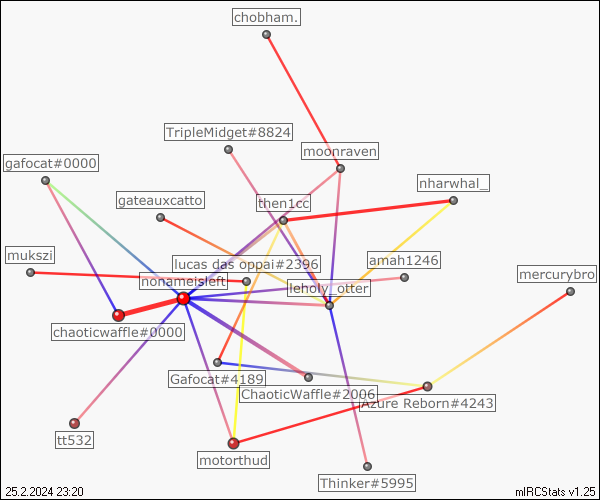 chobham.
TripleMidget#8824
moonraven
gafocat#0000
nharwhal_
gateauxcatto
then1cc
mukszi
lucas das oppai#2396
amah1246
mercurybro
nonameisleft
leholy_otter
chaoticwaffle#0000
Gafocat#4189
ChaoticWaffle#2006
Azure Reborn#4243
tt532
motorthud
Thinker#5995
25.2.2024 23:20
mIRCStats v1.25